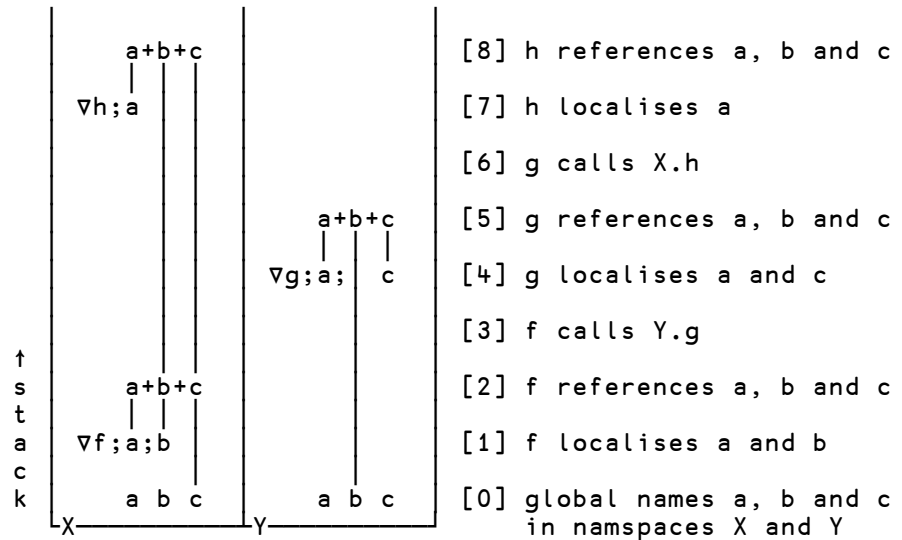 a+b+c [8] h references a, b and c
∇h;a [7] h localises a
[6] g calls X.h
a+b+c [5] g references a, b and c
∇g;a; c [4] g localises a and c
[3] f calls Y.g
↑
s a+b+c [2] f references a, b and c
t
a ∇f;a;b [1] f localises a and b
c
k a b c a b c [0] global names a, b and c
X Y in namspaces X and Y